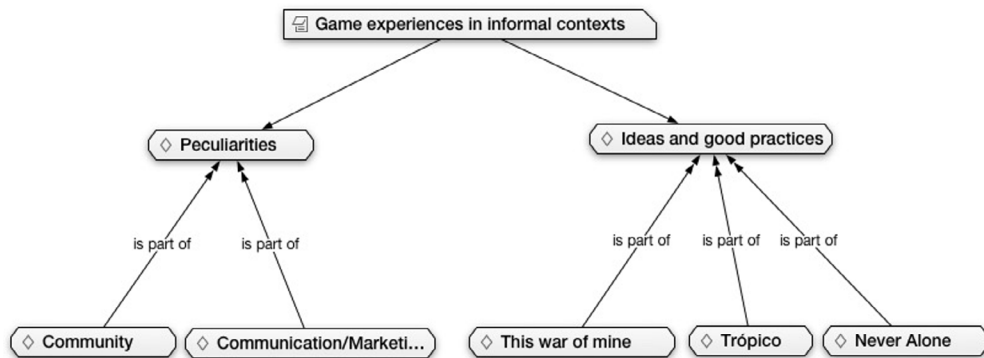 Game experiences in informal contexts
Peculiarities
Ideas and good practices
is part of
is part of
is part of
is part of
is part of
Community
Communication/Marketi...
This war of mine
Trópico
Never Alone